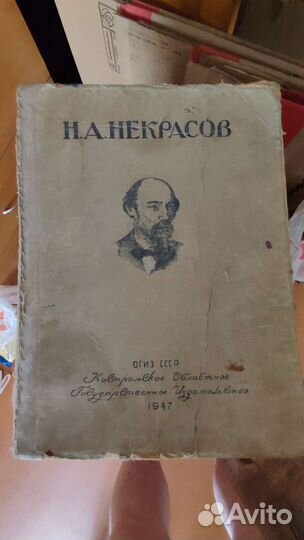 Н.А.НЕКРАСОВ
ОГИЗ СССР
Костромское Областное
Государственное Издательство
1947
Avito